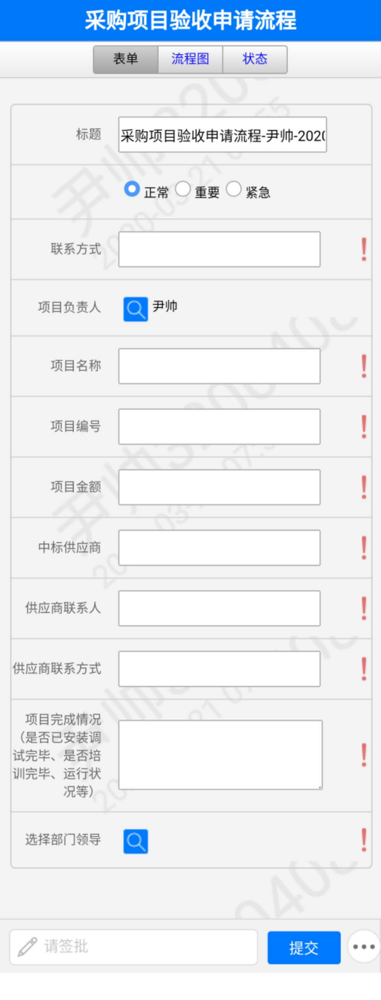 采购项目验收申请流程
表单 流程图 状态
标题 采购项目验收申请流程-尹帅-202
正常 重要 紧急
联系方式
项目负责人 尹帅
项目名称
项目编号
项目金额
中标供应商
供应商联系人
供应商联系方式
项目完成情况
（是否已安装调
试完毕、是否培
训完毕、运行状
况等）
选择部门领导
请签批 提交